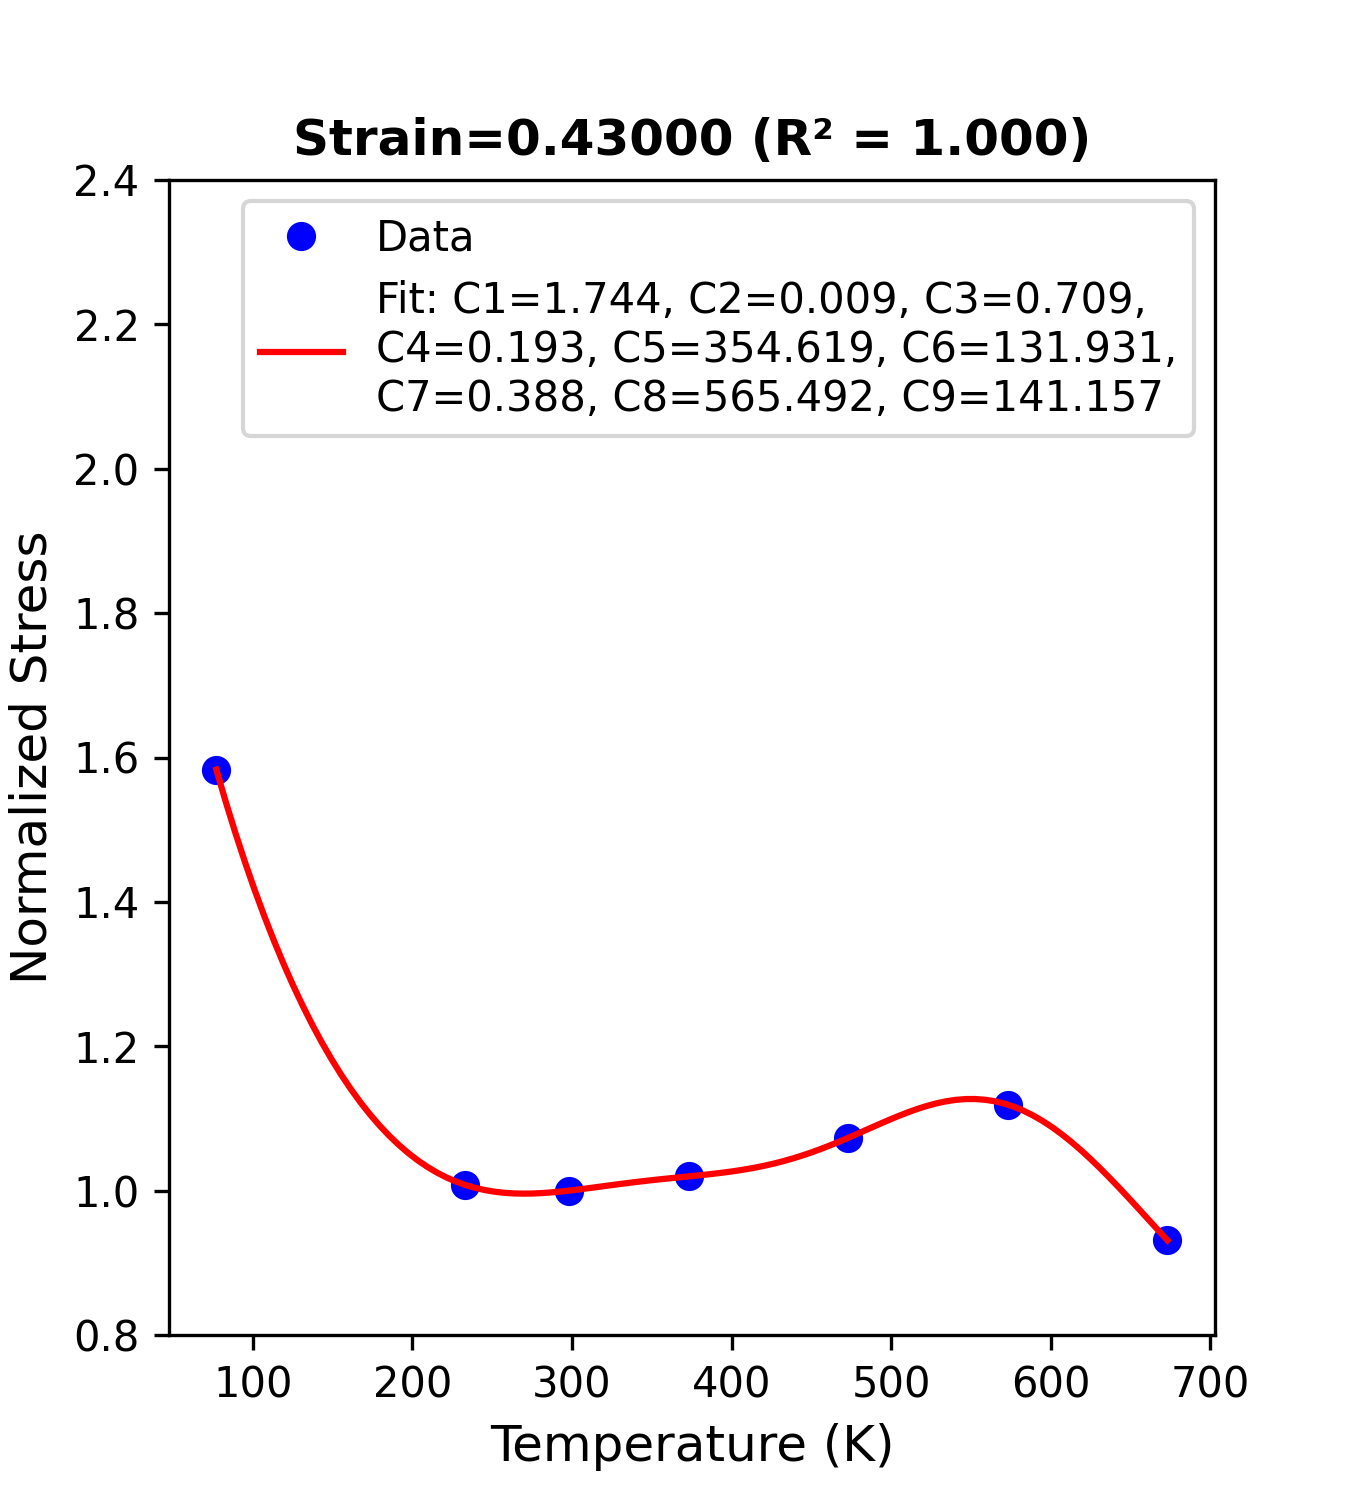 Strain=0.43000 (R² = 1.000)
2.4
Data
Fit: C1=1.744, C2=0.009, C3=0.709,
C4=0.193, C5=354.619, C6=131.931,
C7=0.388, C8=565.492, C9=141.157
2.2
2.0
1.8
1.6
1.4
1.2
1.0
0.8
Normalized Stress
100 200 300 400 500 600 700
Temperature (K)